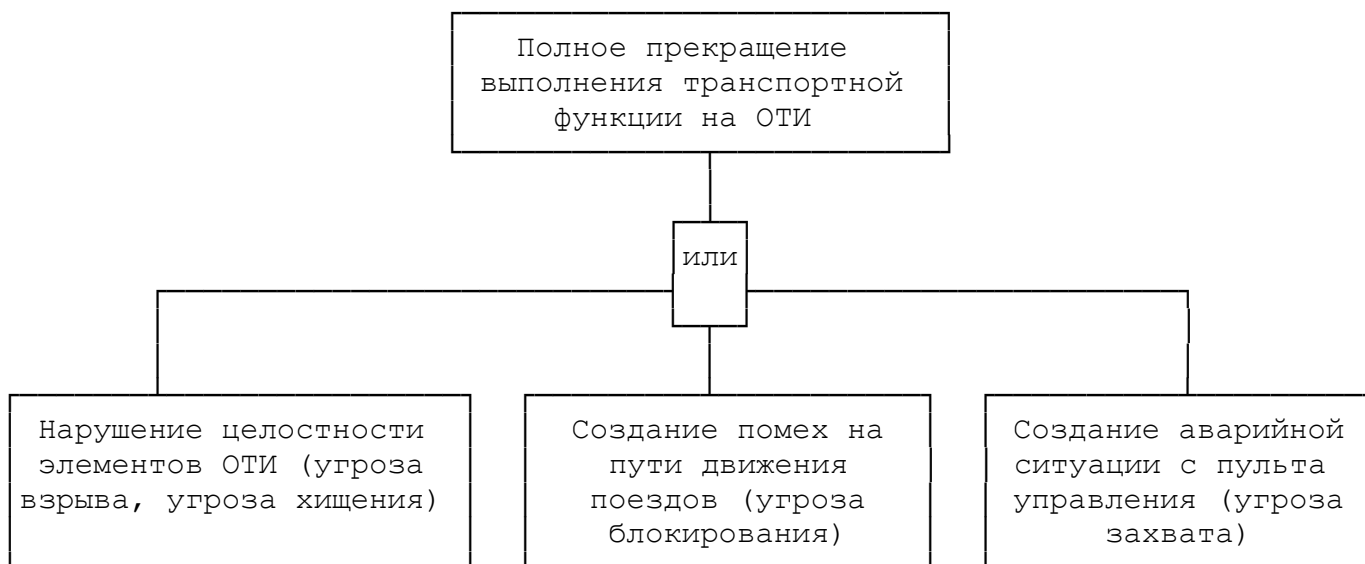 Полное прекращение
выполнения транспортной
функции на ОТИ
или
Нарушение целостности
элементов ОТИ (угроза
взрыва, угроза хищения)
Создание помех на
пути движения
поездов (угроза
блокирования)
Создание аварийной
ситуации с пульта
управления (угроза
захвата)